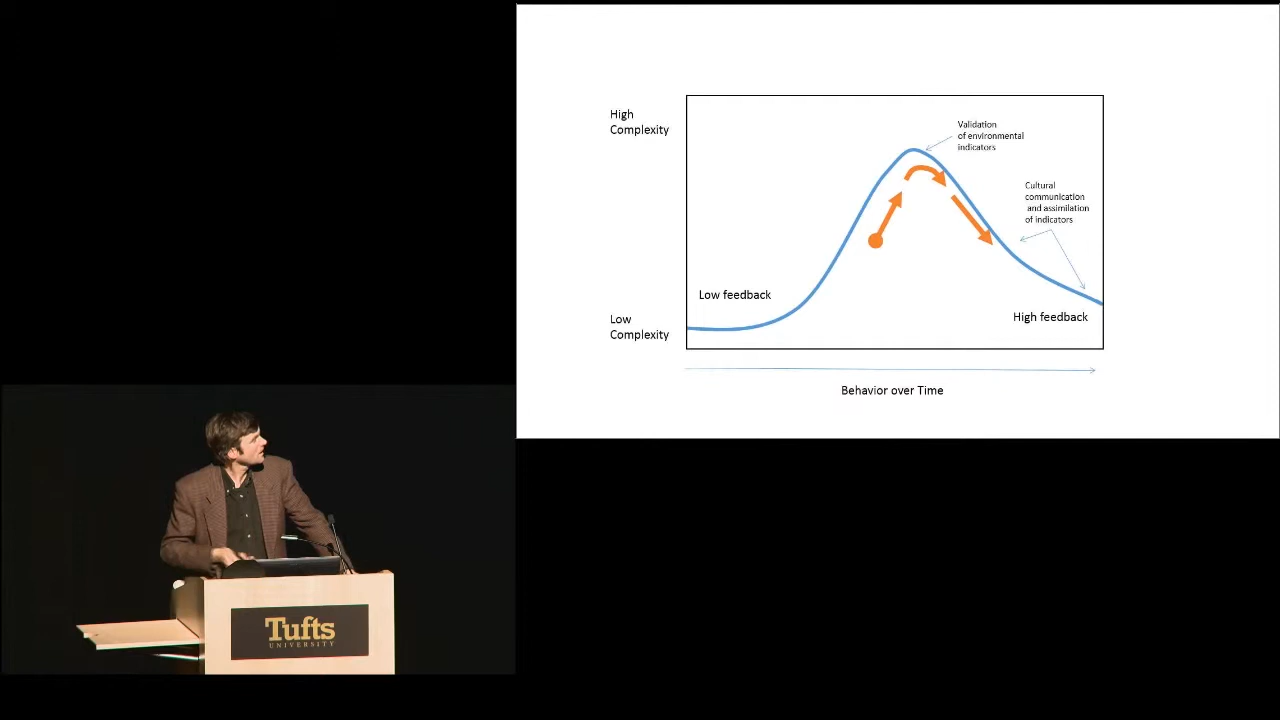 High
Complexity
Validation
of environmental
indicators
Cultural
communication
and assimilation
of indicators
Low feedback
High feedback
Low
Complexity
Behavior over Time
Tufts
UNIVERSITY